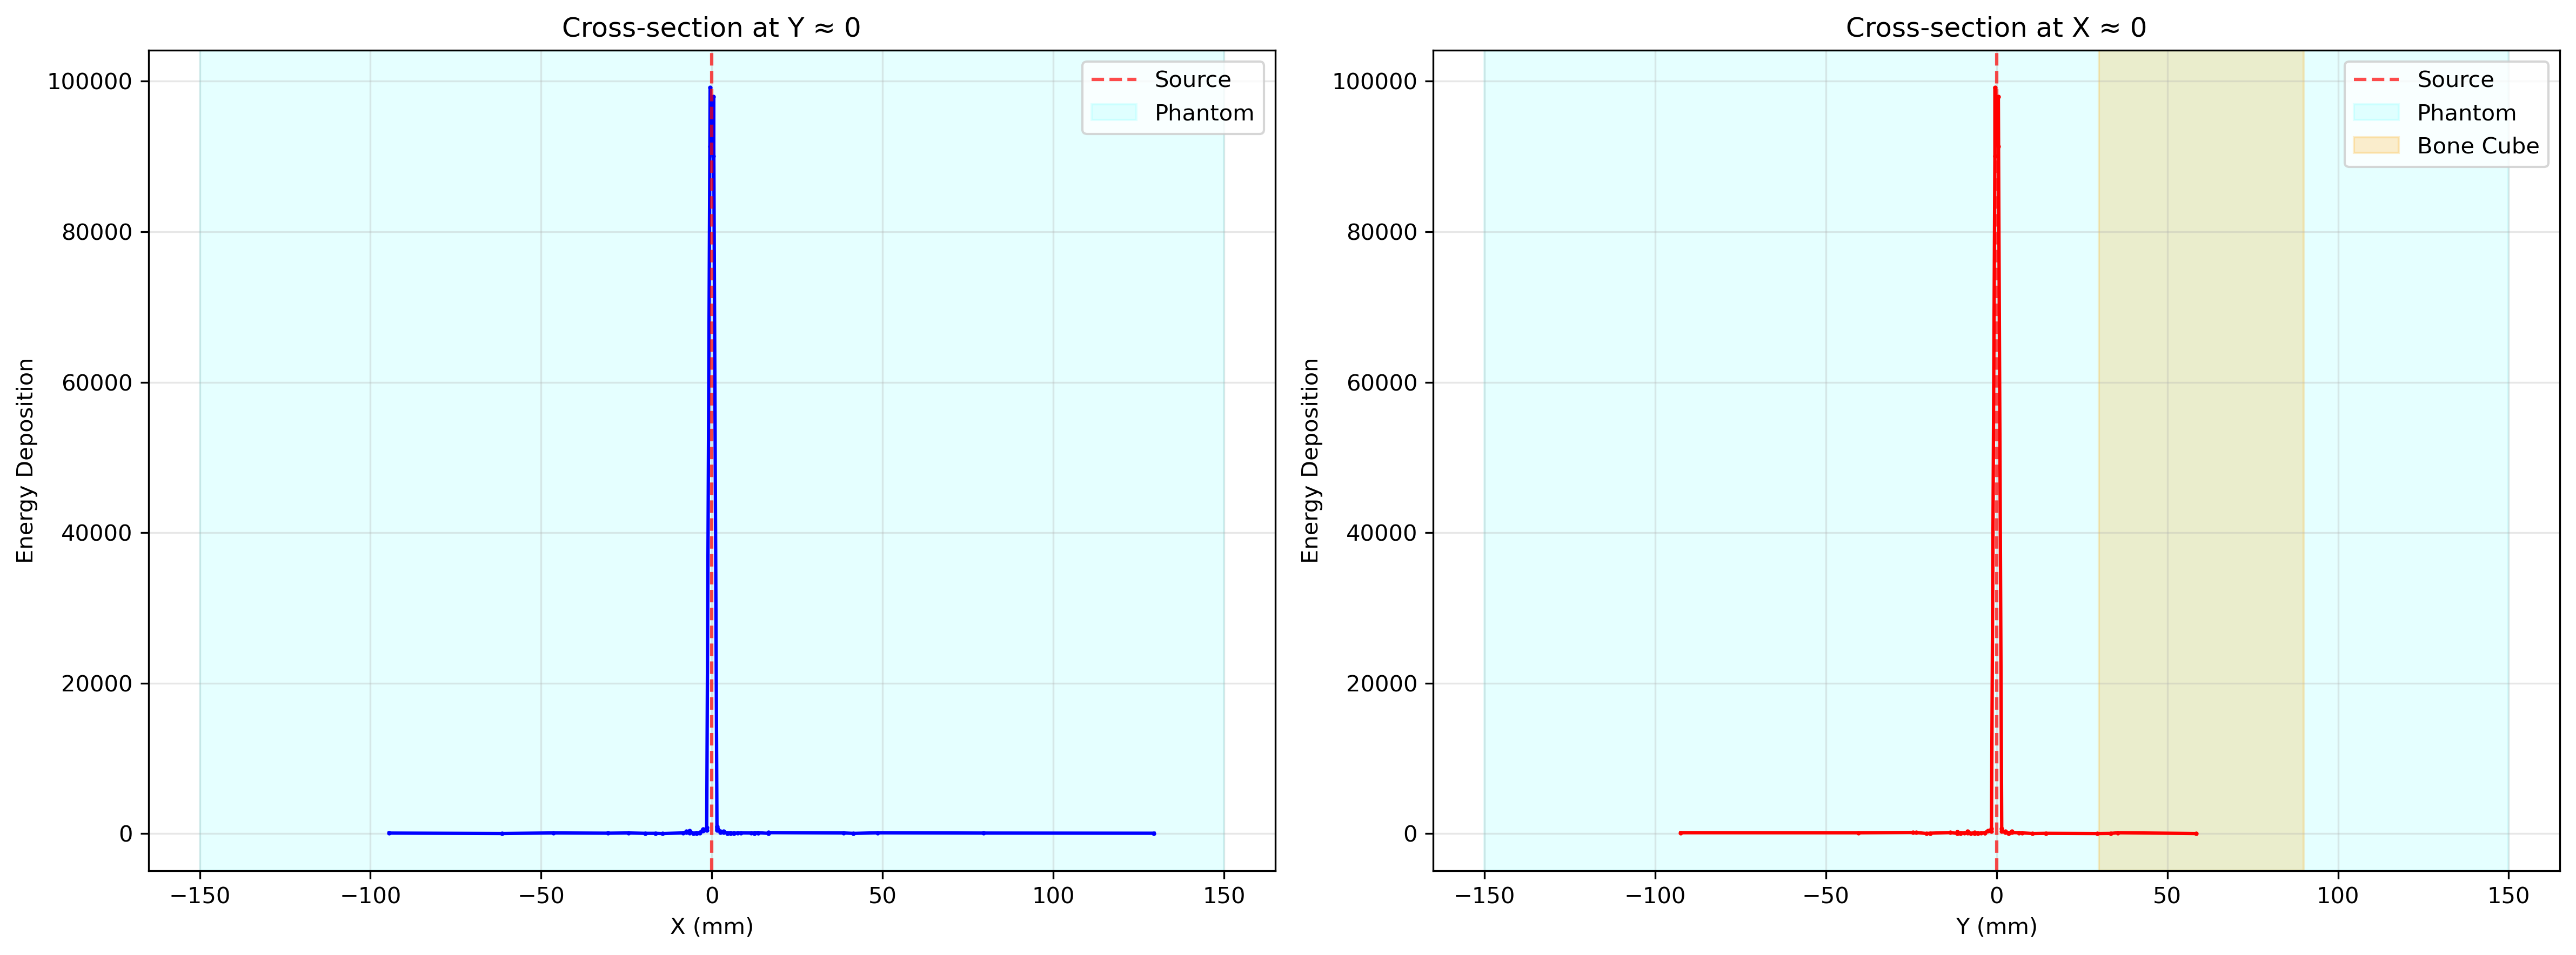 Cross-section at Y ≈ 0
100000
80000
60000
40000
20000
0
Energy Deposition
−150
−100
−50
0
50
100
150
X (mm)
Source
Phantom
Cross-section at X ≈ 0
100000
80000
60000
40000
20000
0
Energy Deposition
−150
−100
−50
0
50
100
150
Y (mm)
Source
Phantom
Bone Cube